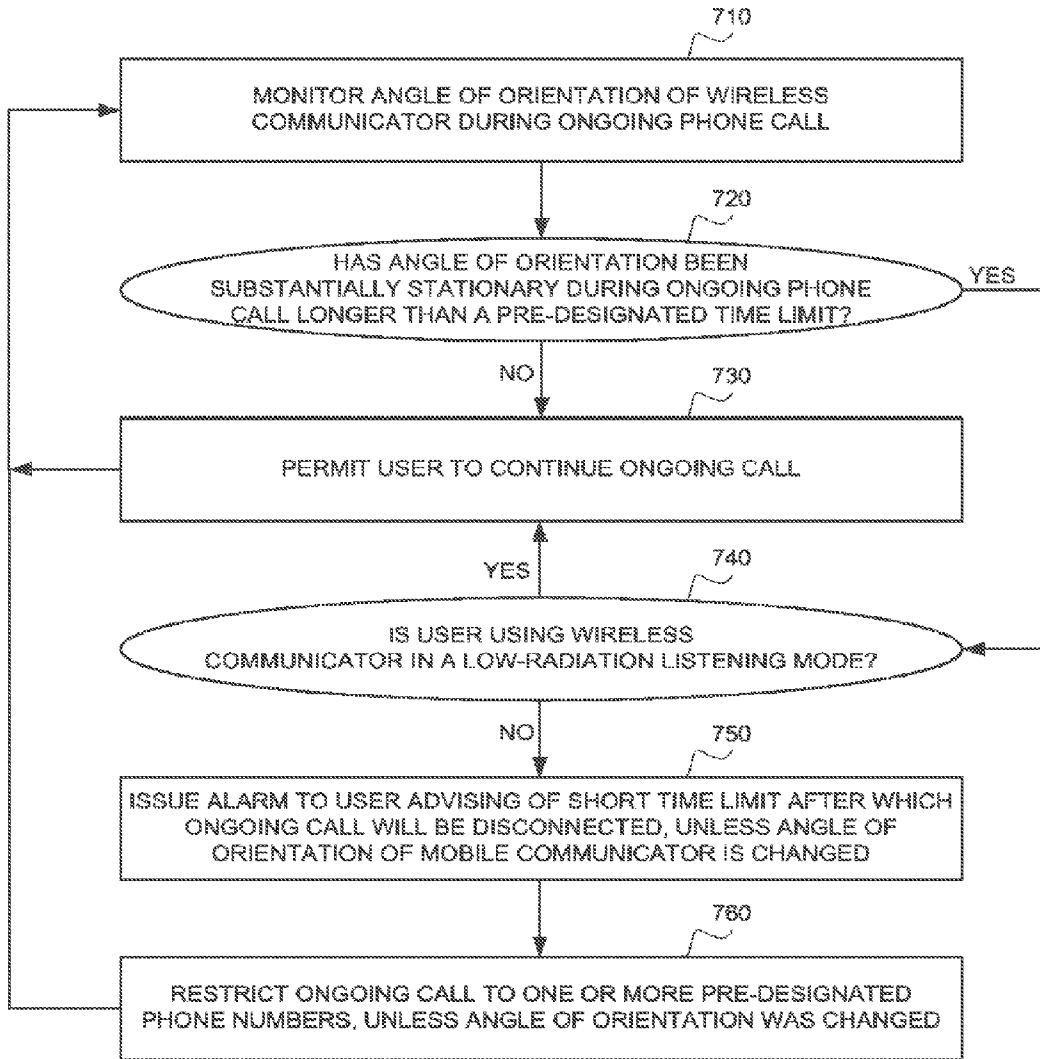 710
MONITOR ANGLE OF ORIENTATION OF WIRELESS
COMMUNICATOR DURING ONGOING PHONE CALL
720
HAS ANGLE OF ORIENTATION BEEN
SUBSTANTIALLY STATIONARY DURING ONGOING PHONE
CALL LONGER THAN A PRE-DESIGNATED TIME LIMIT?
YES
NO
730
PERMIT USER TO CONTINUE ONGOING CALL
YES
740
IS USER USING WIRELESS
COMMUNICATOR IN A LOW-RADIATION LISTENING MODE?
NO
750
ISSUE ALARM TO USER ADVISING OF SHORT TIME LIMIT AFTER WHICH
ONGOING CALL WILL BE DISCONNECTED, UNLESS ANGLE OF
ORIENTATION OF MOBILE COMMUNICATOR IS CHANGED
760
RESTRICT ONGOING CALL TO ONE OR MORE PRE-DESIGNATED
PHONE NUMBERS, UNLESS ANGLE OF ORIENTATION WAS CHANGED